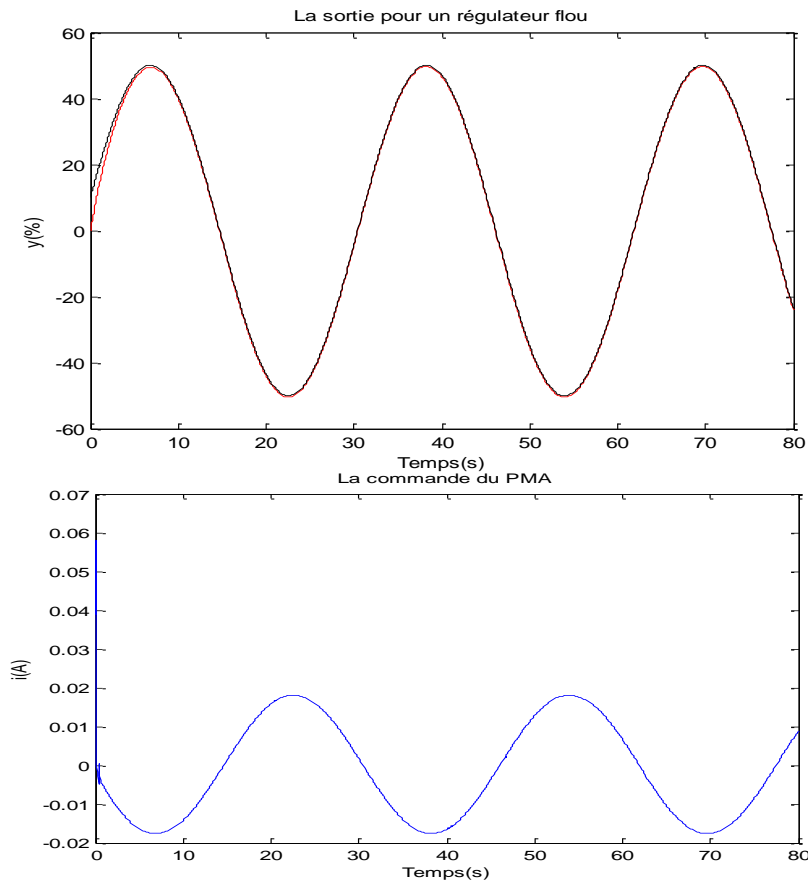 La sortie pour un régulateur flou
60
40
20
0
-20
-40
-60
y(%)
0 10 20 30 40 50 60 70 80
Temps(s)
La commande du PMA
0.07
0.06
0.05
0.04
0.03
0.02
0.01
0
-0.01
-0.02
i(A)
0 10 20 30 40 50 60 70 80
Temps(s)